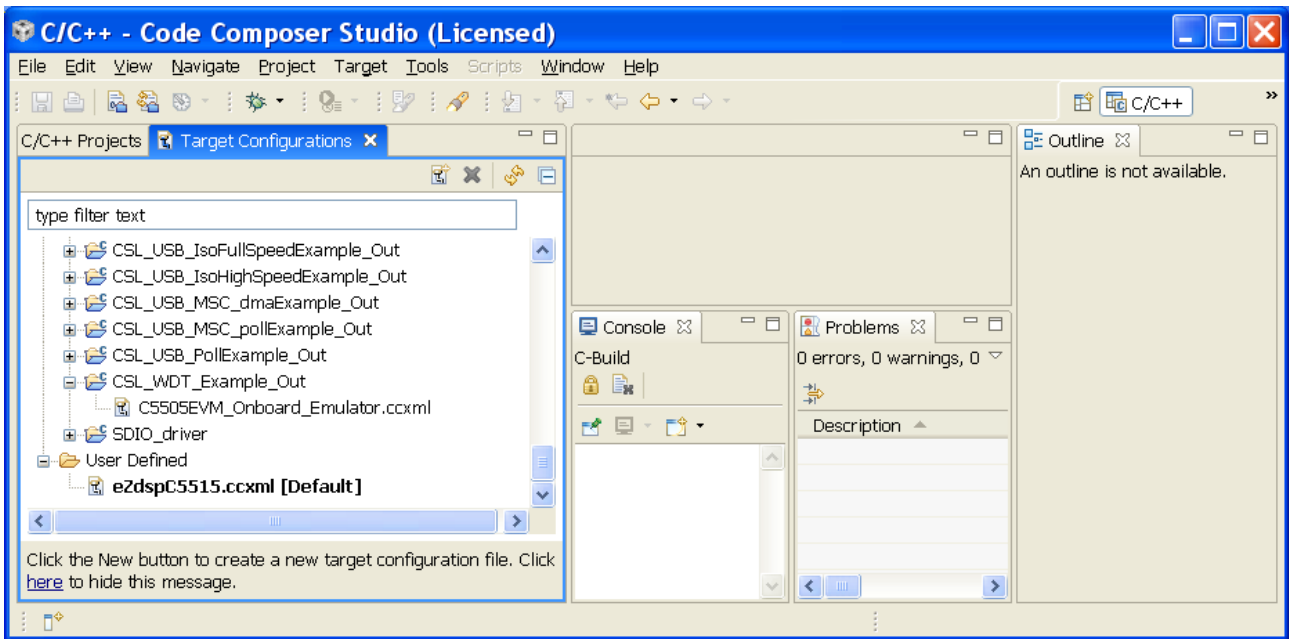 C/C++ - Code Composer Studio (Licensed)
File Edit View Navigate Project Target Tools Scripts Window Help
C/C++
»
C/C++ Projects Target Configurations
Outline
An outline is not available.
type filter text
CSL_USB_IsoFullSpeedExample_Out
CSL_USB_IsoHighSpeedExample_Out
CSL_USB_MSC_dmaExample_Out
CSL_USB_MSC_pollExample_Out
CSL_USB_PollExample_Out
CSL_WDT_Example_Out
C5505EVM_Onboard_Emulator.ccxml
SDIO_driver
User Defined
eZdspC5515.ccxml [Default]
Click the New button to create a new target configuration file. Click
here to hide this message.
Console
C-Build
Problems
0 errors, 0 warnings, 0
Description